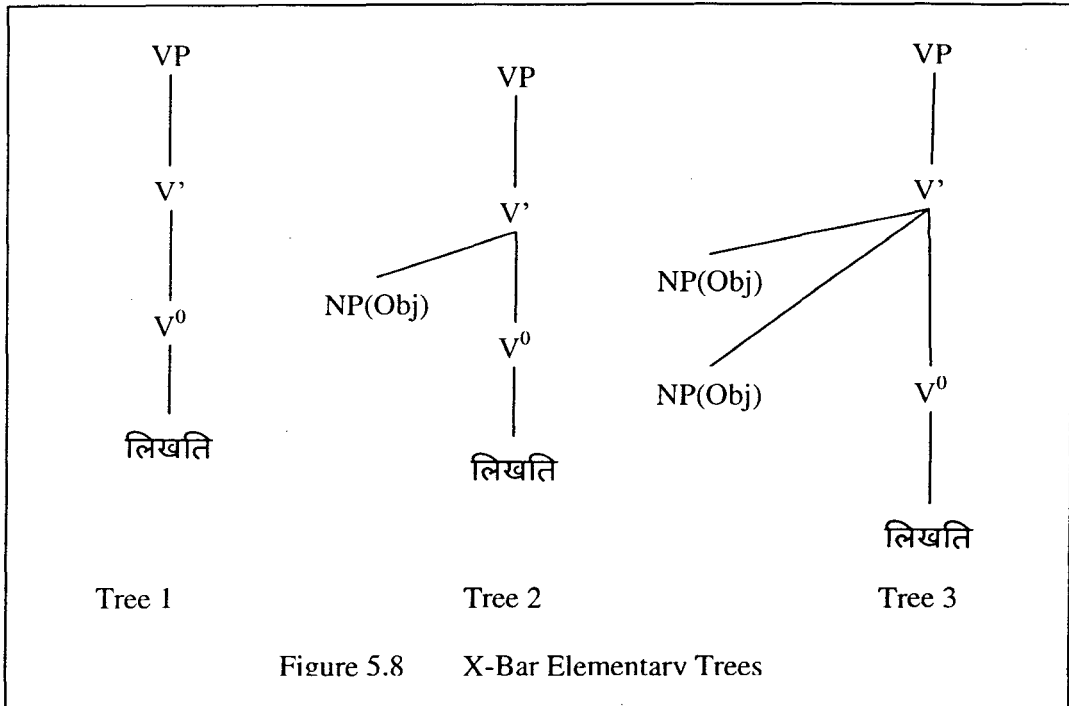 VP
V'
V⁰
लिखति
Tree 1
VP
V'
NP(Obj)
V⁰
लिखति
Tree 2
VP
V'
NP(Obj)
NP(Obj)
V⁰
लिखति
Tree 3
Figure 5.8 X-Bar Elementary Trees